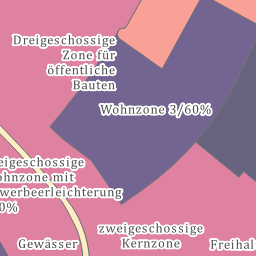 Dreigeschossige
Zone für
öffentliche
Bauten
Wohnzone 3/60%
eigeschossige
ohnzone mit
werbeerleichterung
0%
zweigeschossige
Kernzone
Gewässer
Freihal